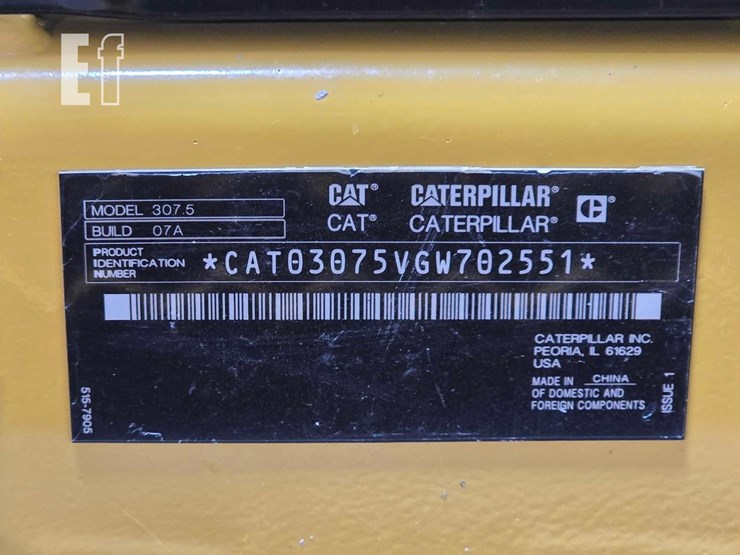 Ef
CAT® CATERPILLAR®
CAT® CATERPILLAR®
MODEL 307.5
BUILD 07A
PRODUCT
IDENTIFICATION
NUMBER
*CAT03075VGW702551*
CATERPILLAR INC.
PEORIA, IL 61629
USA
MADE IN CHINA
OF DOMESTIC AND
FOREIGN COMPONENTS
ISSUE 1
515-7905